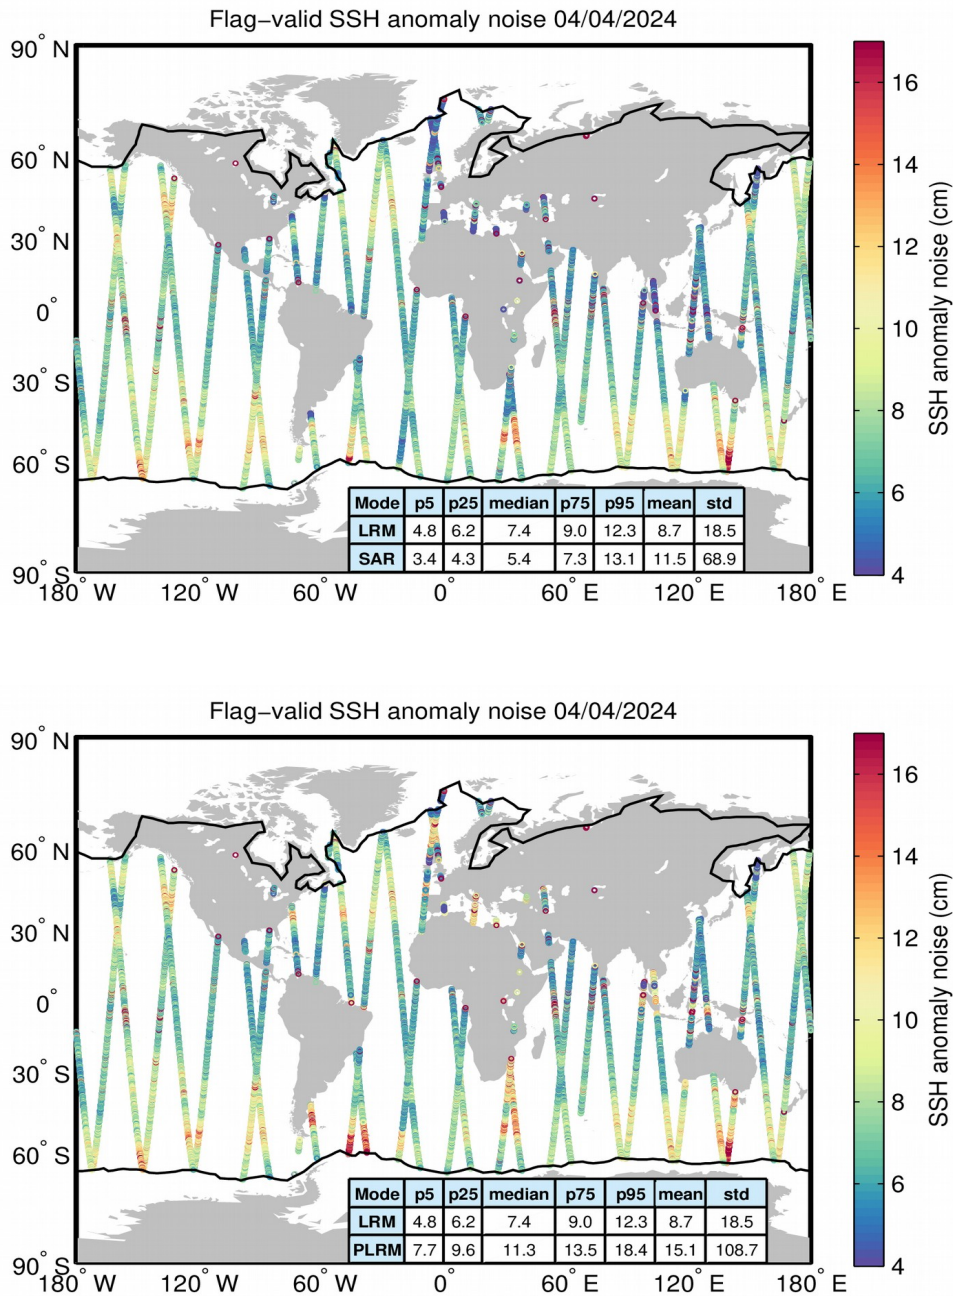 Flag−valid SSH anomaly noise 04/04/2024
90° N
60° N
30° N
0°
30° S
60° S
90° S
180° W 120° W 60° W 0° 60° E 120° E 180° E
Mode p5 p25 median p75 p95 mean std
LRM 4.8 6.2 7.4 9.0 12.3 8.7 18.5
SAR 3.4 4.3 5.4 7.3 13.1 11.5 68.9
16
14
12
10
8
6
4
SSH anomaly noise (cm)
Flag−valid SSH anomaly noise 04/04/2024
90° N
60° N
30° N
0°
30° S
60° S
90° S
180° W 120° W 60° W 0° 60° E 120° E 180° E
Mode p5 p25 median p75 p95 mean std
LRM 4.8 6.2 7.4 9.0 12.3 8.7 18.5
PLRM 7.7 9.6 11.3 13.5 18.4 15.1 108.7
16
14
12
10
8
6
4
SSH anomaly noise (cm)